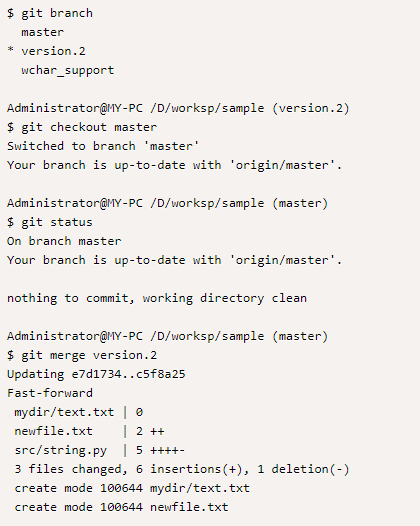 $ git branch
  master
* version.2
  wchar_support

Administrator@MY-PC /D/worksp/sample (version.2)
$ git checkout master
Switched to branch 'master'
Your branch is up-to-date with 'origin/master'.

Administrator@MY-PC /D/worksp/sample (master)
$ git status
On branch master
Your branch is up-to-date with 'origin/master'.

nothing to commit, working directory clean

Administrator@MY-PC /D/worksp/sample (master)
$ git merge version.2
Updating e7d1734..c5f8a25
Fast-forward
 mydir/text.txt | 0
 newfile.txt    | 2 ++
 src/string.py  | 5 ++++-
 3 files changed, 6 insertions(+), 1 deletion(-)
 create mode 100644 mydir/text.txt
 create mode 100644 newfile.txt